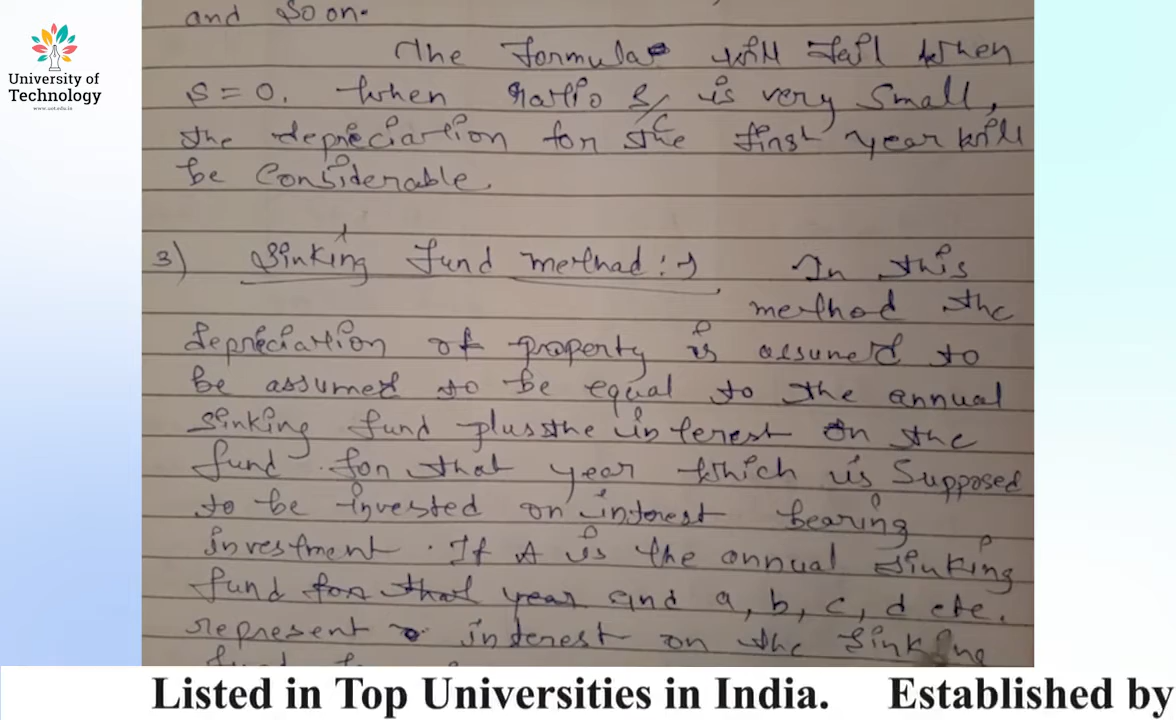 and so on.
The formula will fail when
S = 0. When ratio S/C is very small,
the depreciation for the first year will
be Considerable.
3) Sinking fund method :->
In this
method the
depreciation of property is assumed to
be assumed to be equal to the annual
sinking fund plus the interest on the
fund for that year which is supposed
to be invested on interest bearing
investment. If A is the annual sinking
fund for that year and a, b, c, d etc.
represent interest on the sinking
University of
Technology
www.uot.edu.in
Listed in Top Universities in India. Established by